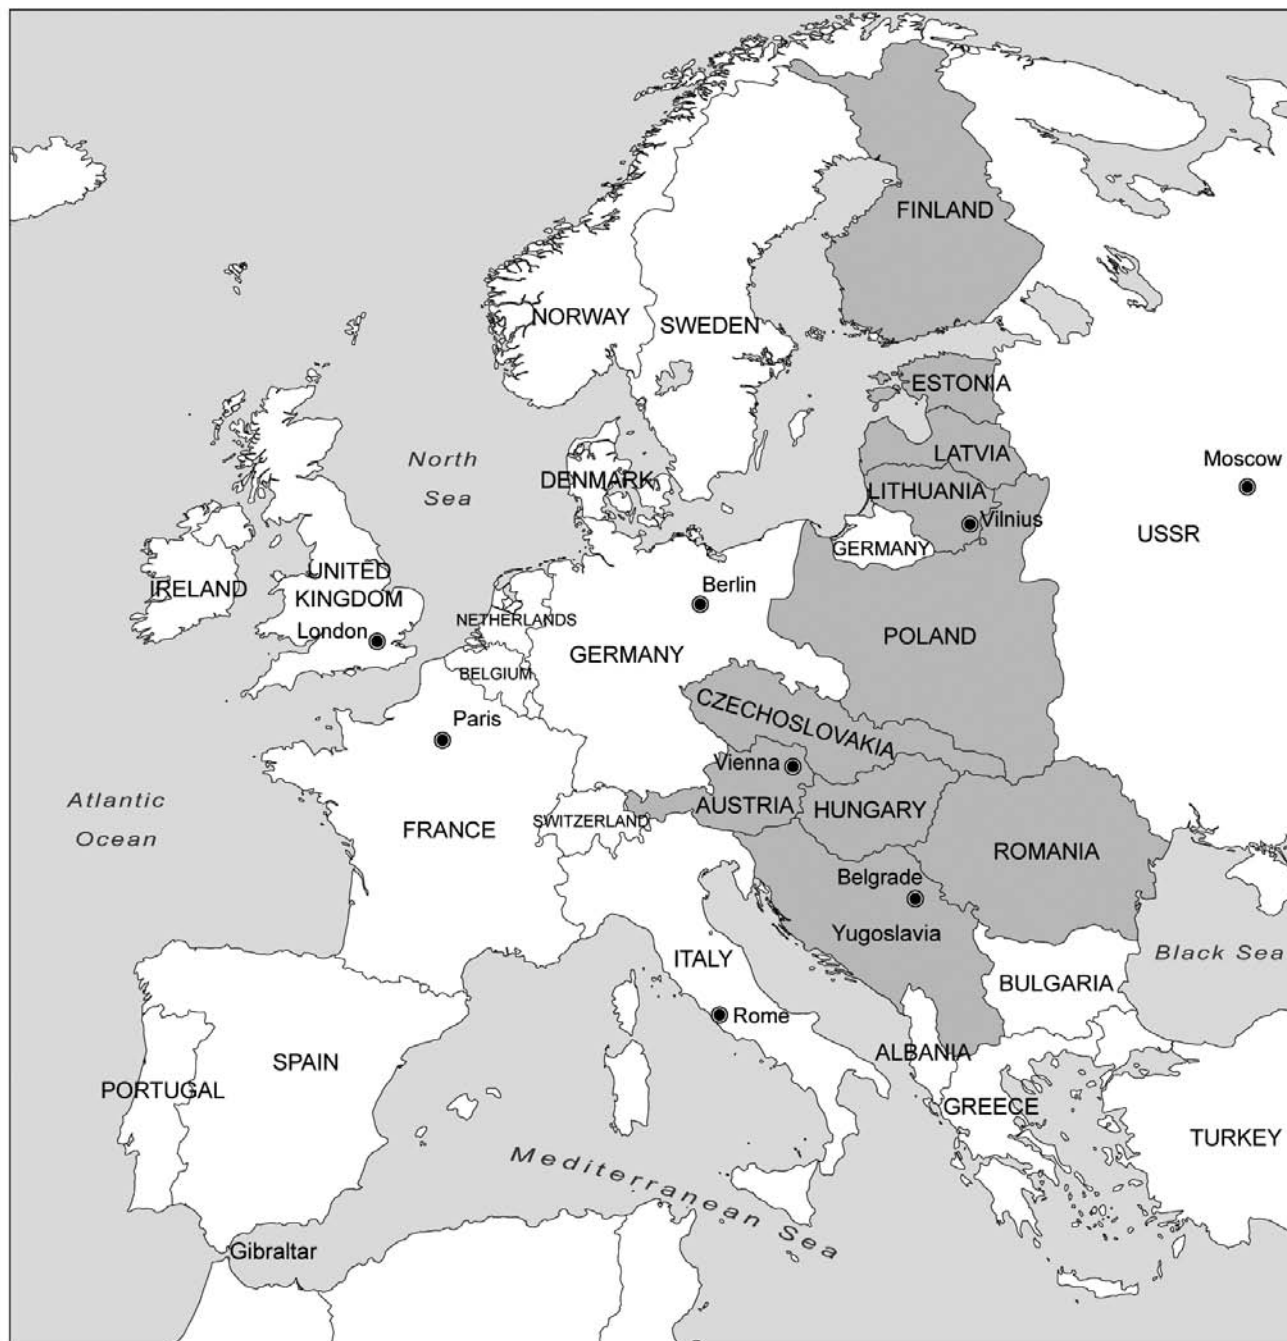 FINLAND
NORWAY
SWEDEN
ESTONIA
North
Sea
LATVIA
Moscow
DENMARK
LITHUANIA
Vilnius
USSR
GERMANY
IRELAND
UNITED
KINGDOM
London
NETHERLANDS
Berlin
POLAND
GERMANY
BELGIUM
CZECHOSLOVAKIA
Paris
Vienna
Atlantic
Ocean
FRANCE
SWITZERLAND
AUSTRIA
HUNGARY
ROMANIA
Belgrade
Yugoslavia
ITALY
Black Sea
BULGARIA
Rome
ALBANIA
SPAIN
PORTUGAL
GREECE
TURKEY
Mediterranean Sea
Gibraltar